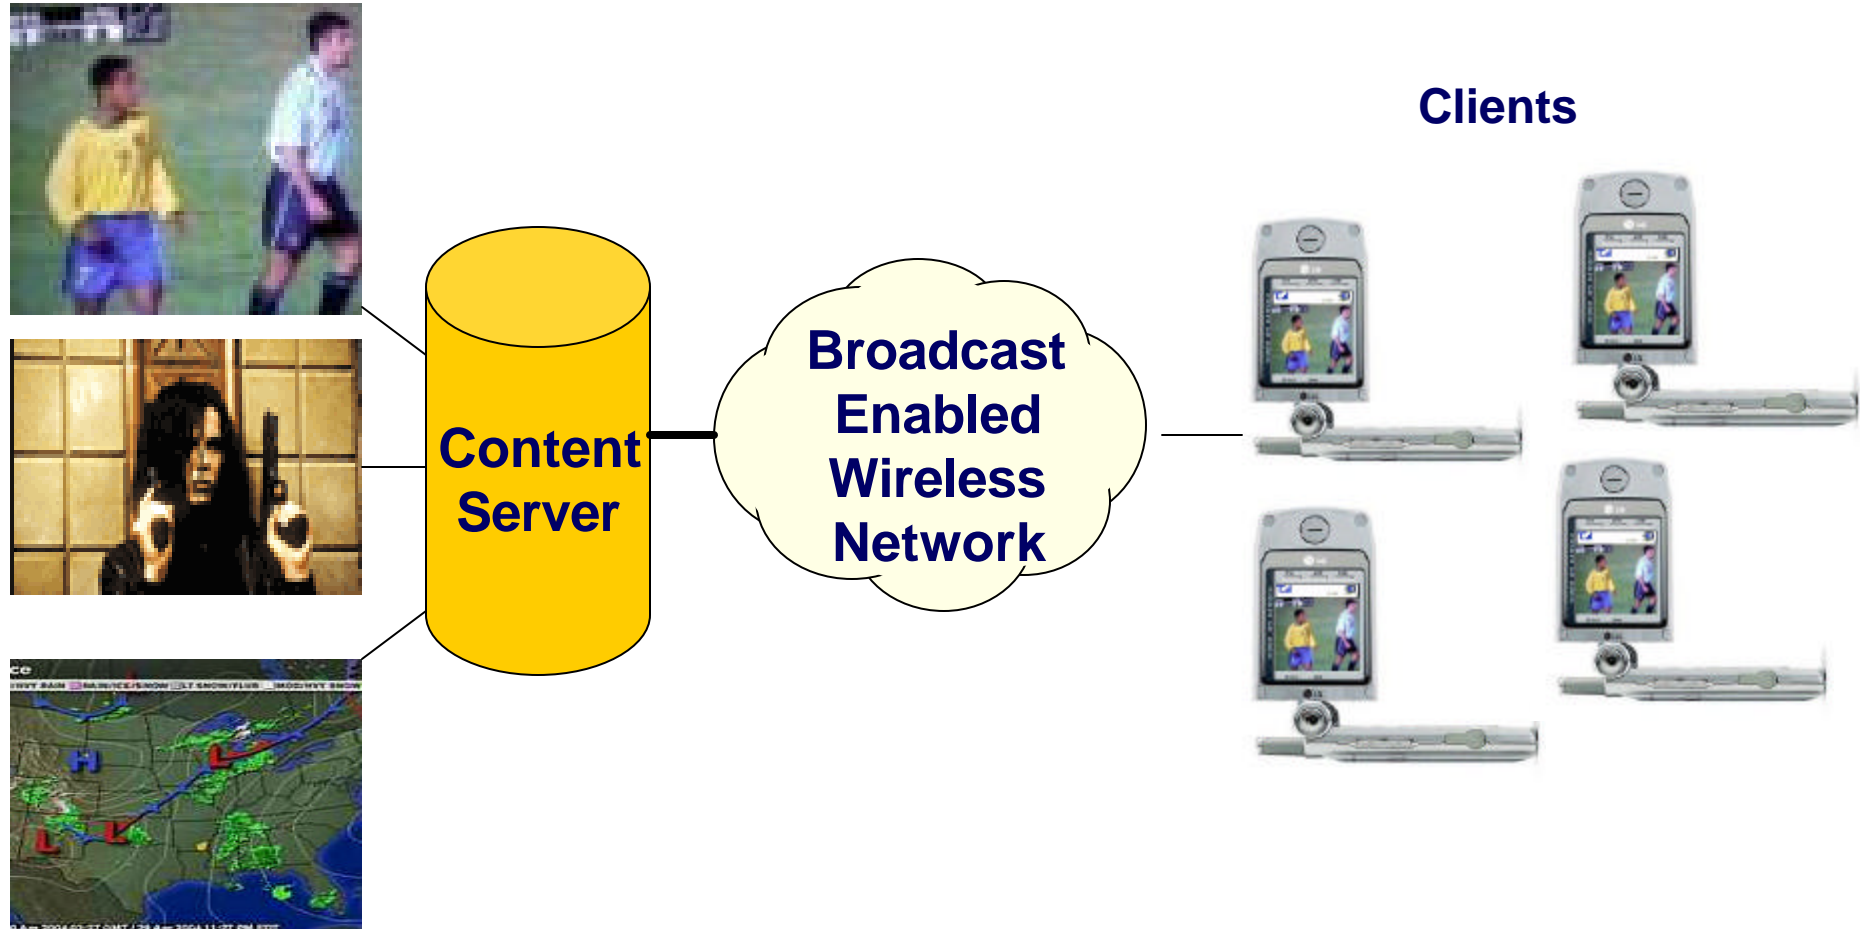 Clients
Content
Server
Broadcast
Enabled
Wireless
Network